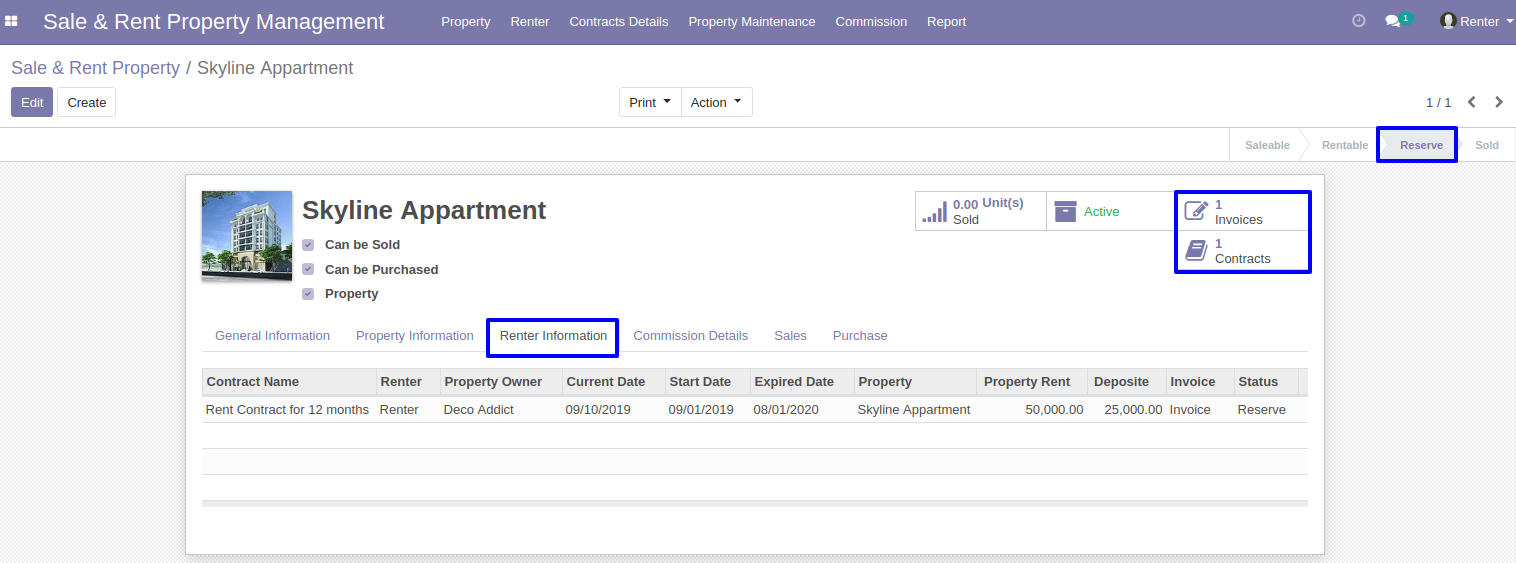 Sale & Rent Property Management Property Renter Contracts Details Property Maintenance Commission Report 1 Renter
Sale & Rent Property / Skyline Appartment
Edit Create Print Action 1 / 1
Saleable Rentable Reserve Sold
Skyline Appartment
Can be Sold
Can be Purchased
Property
0.00 Unit(s)
Sold
Active
1
Invoices
1
Contracts
General Information Property Information Renter Information Commission Details Sales Purchase
Contract Name Renter Property Owner Current Date Start Date Expired Date Property Property Rent Deposite Invoice Status
Rent Contract for 12 months Renter Deco Addict 09/10/2019 09/01/2019 08/01/2020 Skyline Appartment 50,000.00 25,000.00 Invoice Reserve